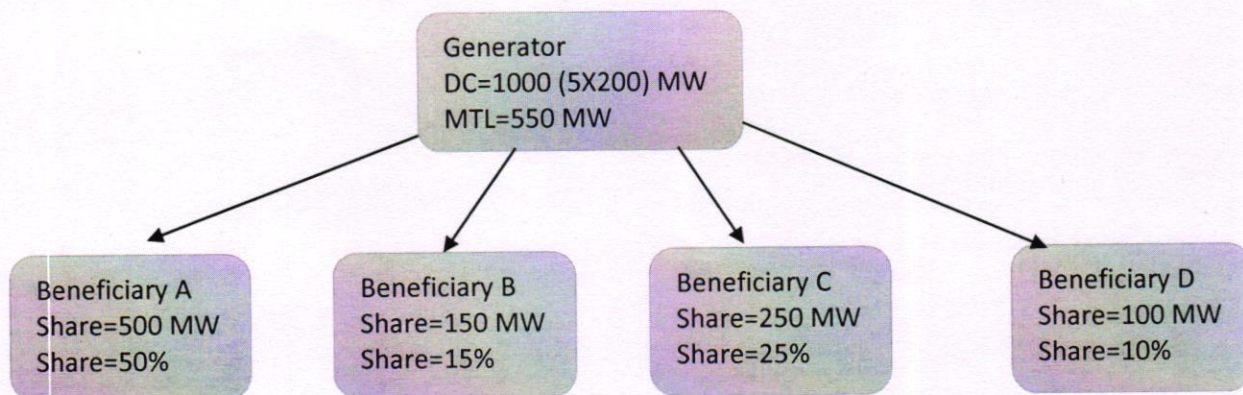 Generator
DC=1000 (5X200) MW
MTL=550 MW
Beneficiary A
Share=500 MW
Share=50%
Beneficiary B
Share=150 MW
Share=15%
Beneficiary C
Share=250 MW
Share=25%
Beneficiary D
Share=100 MW
Share=10%